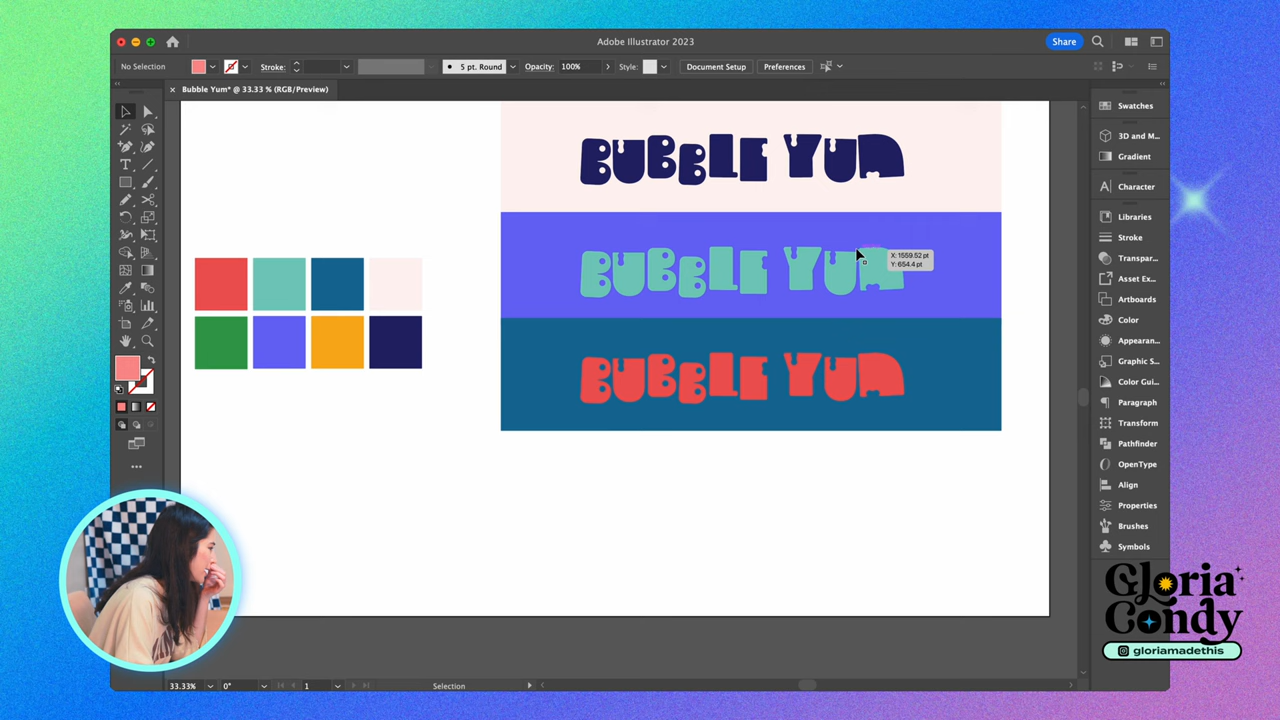 Adobe Illustrator 2023
Share
No Selection
Stroke:
5 pt. Round
Opacity: 100%
Style:
Document Setup
Preferences
Bubble Yum* @ 33.33 % (RGB/Preview)
BUBBLE YUM
BUBBLE YUM
X: 1559.52 pt
Y: 654.4 pt
BUBBLE YUM
Swatches
3D and M...
Gradient
Character
Libraries
Stroke
Transpar...
Asset Ex...
Artboards
Color
Appearan...
Graphic S...
Color Gui...
Paragraph
Transform
Pathfinder
OpenType
Align
Properties
Brushes
Symbols
Gloria
Condy
gloriamadethis
33.33%
0°
1
Selection